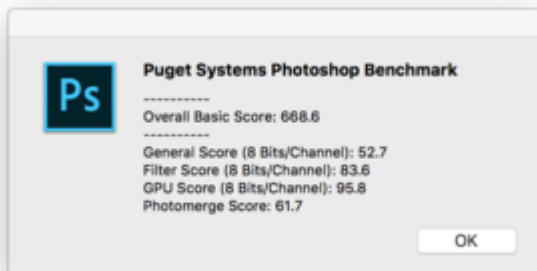 Ps
Puget Systems Photoshop Benchmark
----------
Overall Basic Score: 668.6
----------
General Score (8 Bits/Channel): 52.7
Filter Score (8 Bits/Channel): 83.6
GPU Score (8 Bits/Channel): 95.8
Photomerge Score: 61.7
OK